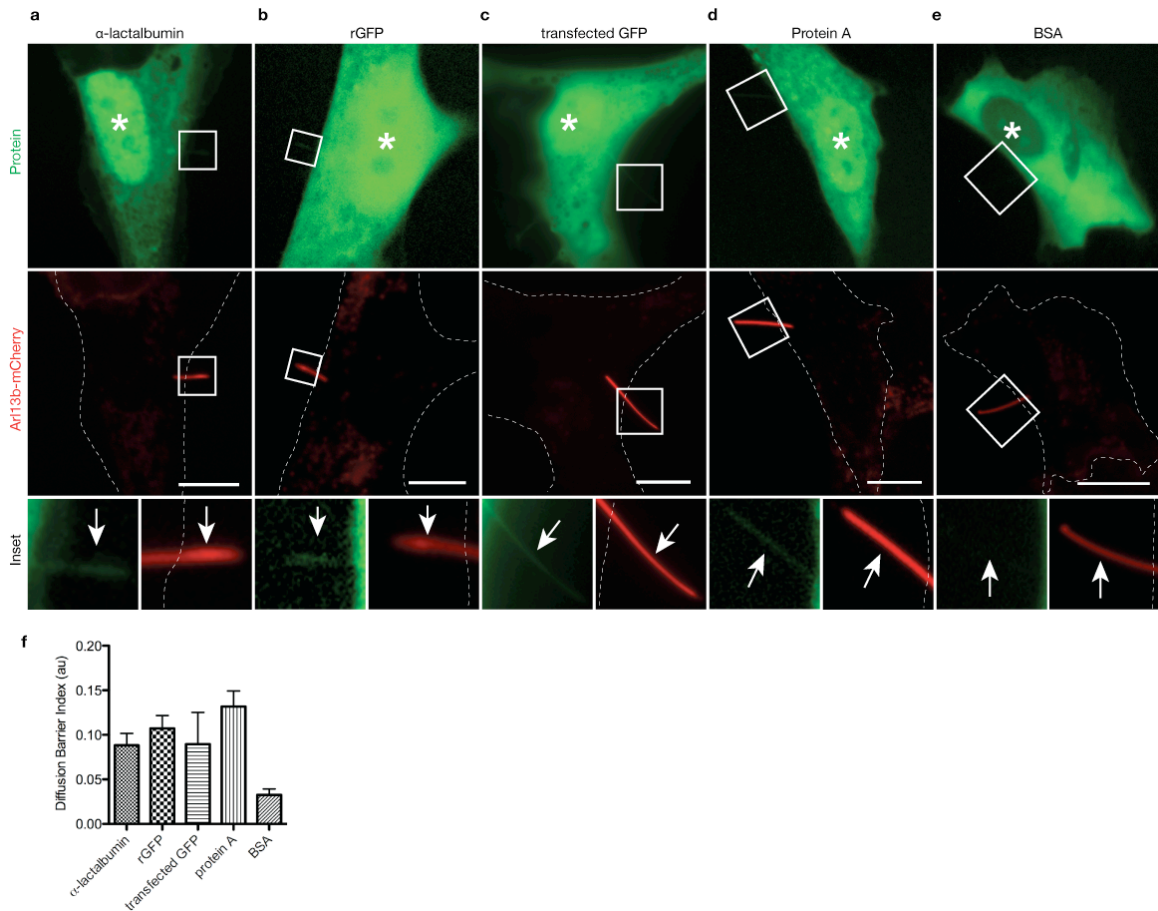 a b c d e
α-lactalbumin rGFP transfected GFP Protein A BSA
Protein
* * * * *
Arl13b-mCherry
Inset
f
Diffusion Barrier Index (au)
0.20
0.15
0.10
0.05
0.00
α-lactalbumin
rGFP
transfected GFP
protein A
BSA